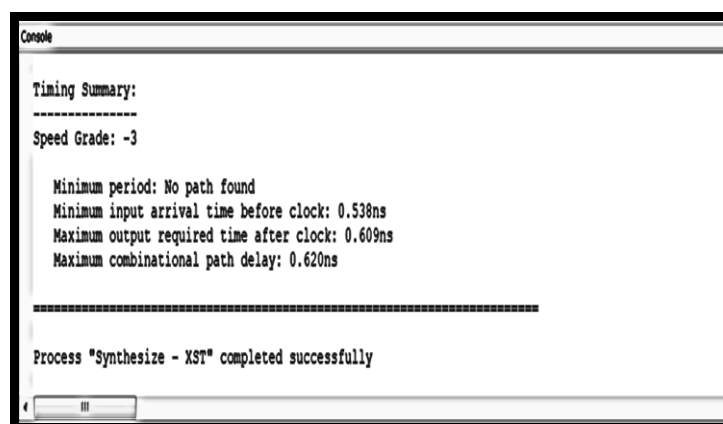 Console
Timing Summary:
---------------
Speed Grade: -3
Minimum period: No path found
Minimum input arrival time before clock: 0.538ns
Maximum output required time after clock: 0.609ns
Maximum combinational path delay: 0.620ns
=========================================================================
Process "Synthesize - XST" completed successfully